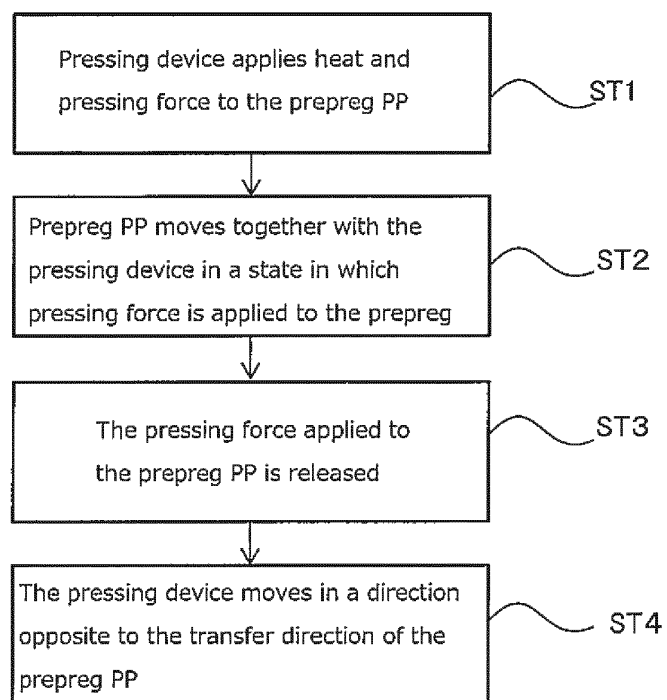 Pressing device applies heat and
pressing force to the prepreg PP
ST1
Prepreg PP moves together with the
pressing device in a state in which
pressing force is applied to the prepreg
ST2
The pressing force applied to
the prepreg PP is released
ST3
The pressing device moves in a direction
opposite to the transfer direction of the
prepreg PP
ST4